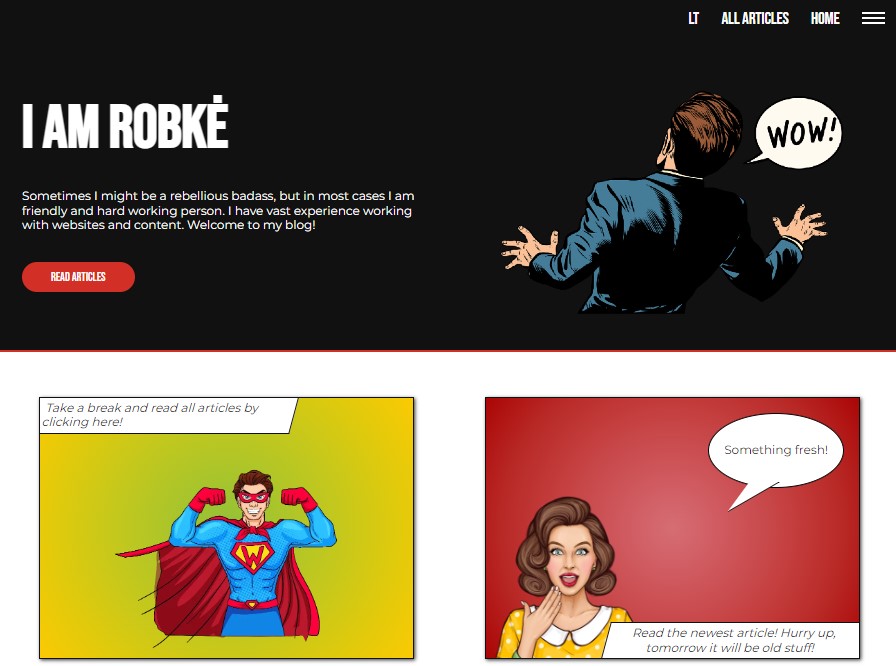 LT ALL ARTICLES HOME
I AM ROBKĖ
WOW!
Sometimes I might be a rebellious badass, but in most cases I am
friendly and hard working person. I have vast experience working
with websites and content. Welcome to my blog!
READ ARTICLES
Take a break and read all articles by
clicking here!
W
Something fresh!
Read the newest article! Hurry up,
tomorrow it will be old stuff!